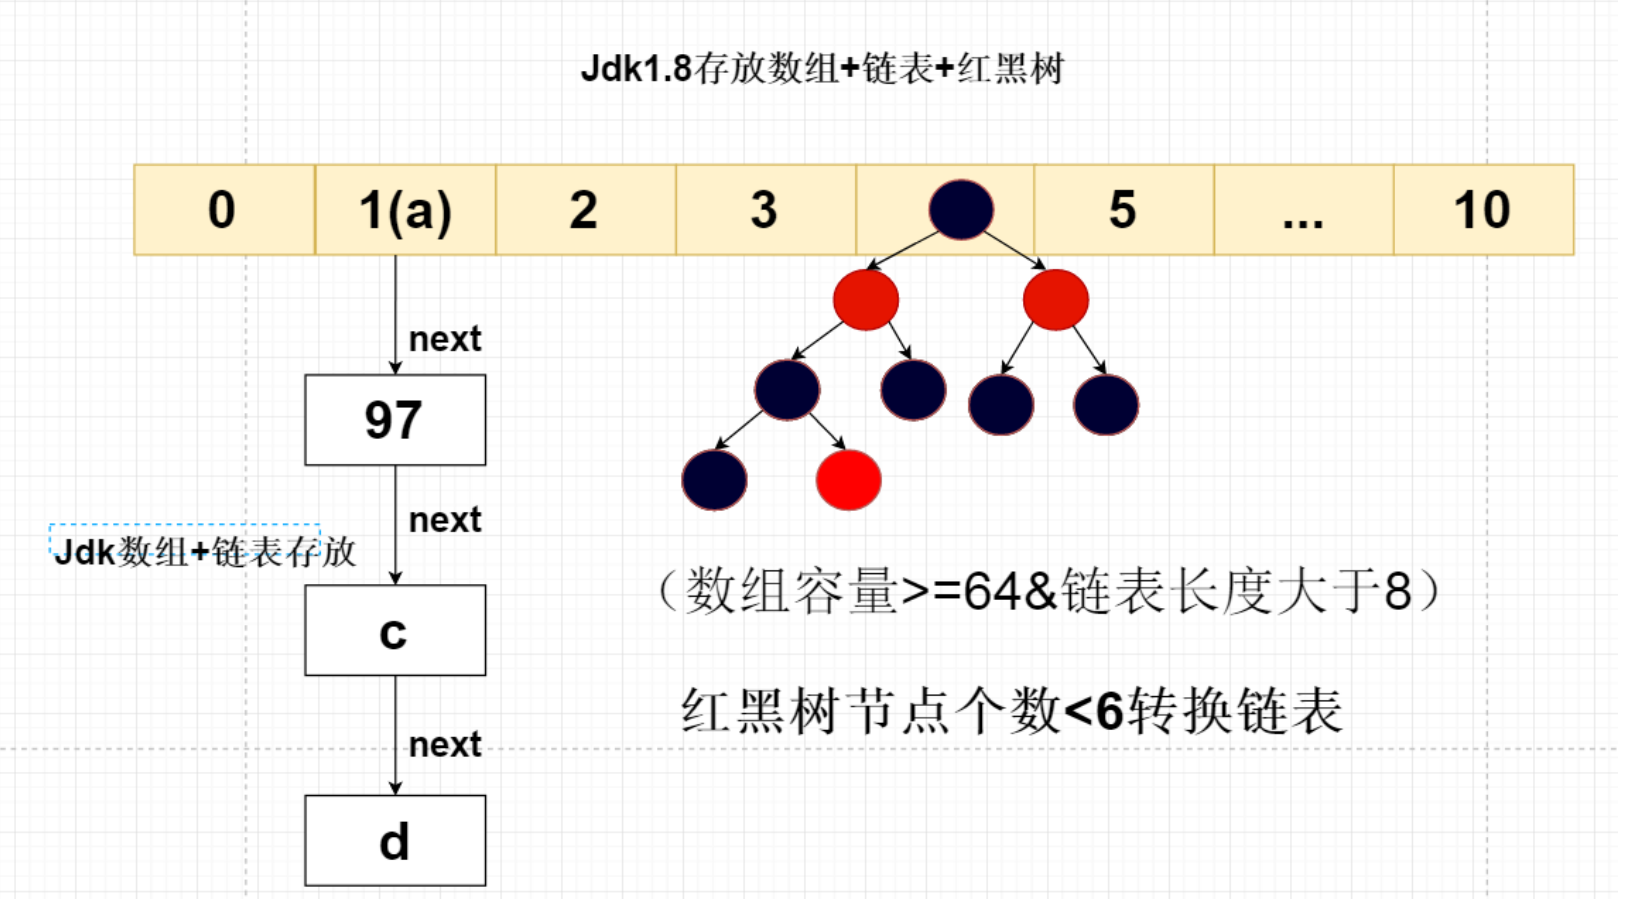 Jdk1.8存放数组+链表+红黑树
0 1(a) 2 3 5 ... 10
next
97
next
Jdk数组+链表存放
c
（数组容量>=64&链表长度大于8）
红黑树节点个数<6转换链表
next
d